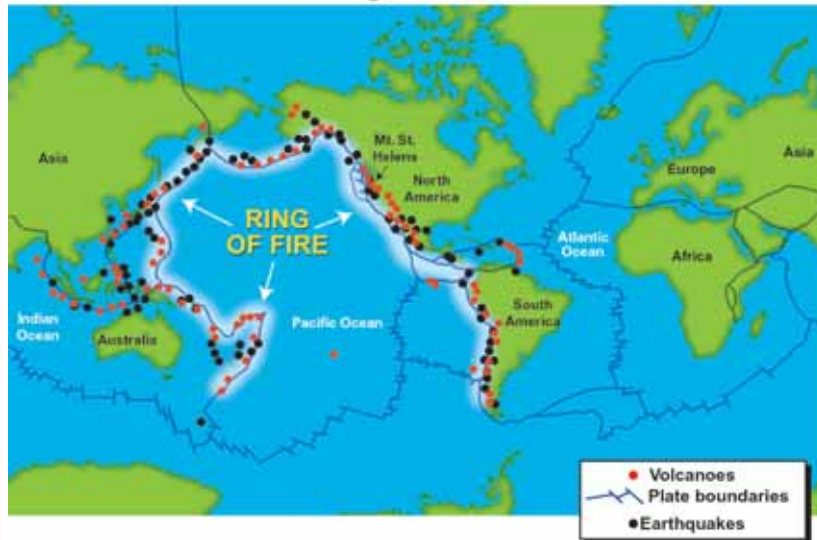 Asia
Mt. St.
Helens
North
America
Europe
Asia
RING
OF FIRE
Atlantic
Ocean
Africa
Indian
Ocean
Australia
Pacific Ocean
South
America
Volcanoes
Plate boundaries
Earthquakes